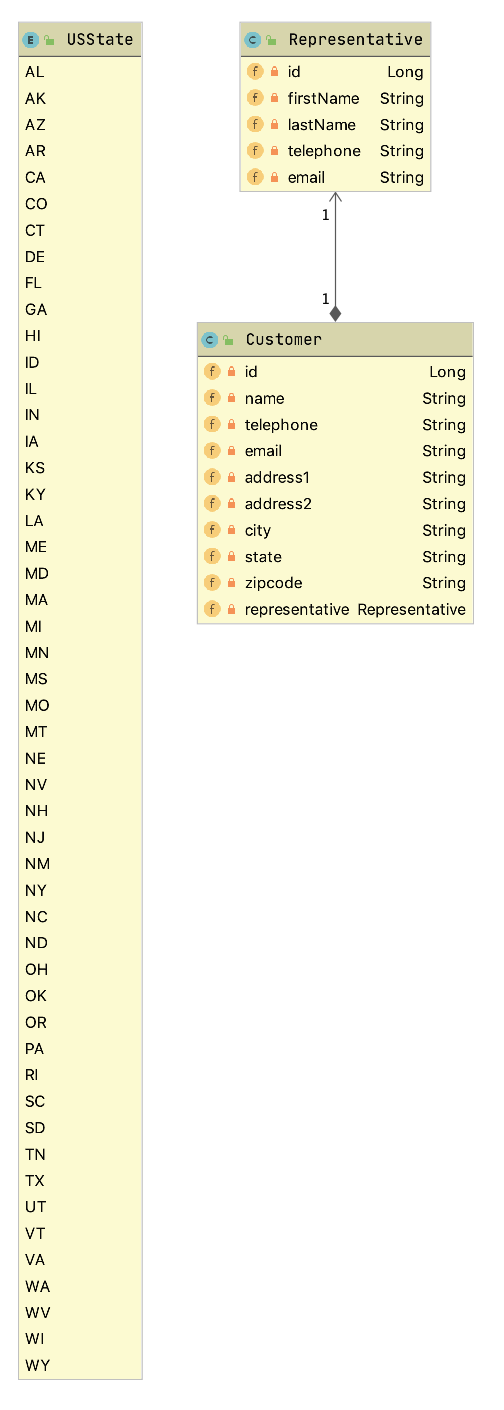 E USState
AL
AK
AZ
AR
CA
CO
CT
DE
FL
GA
HI
ID
IL
IN
IA
KS
KY
LA
ME
MD
MA
MI
MN
MS
MO
MT
NE
NV
NH
NJ
NM
NY
NC
ND
OH
OK
OR
PA
RI
SC
SD
TN
TX
UT
VT
VA
WA
WV
WI
WY
C Representative
f id Long
f firstName String
f lastName String
f telephone String
f email String
1
1
C Customer
f id Long
f name String
f telephone String
f email String
f address1 String
f address2 String
f city String
f state String
f zipcode String
f representative Representative